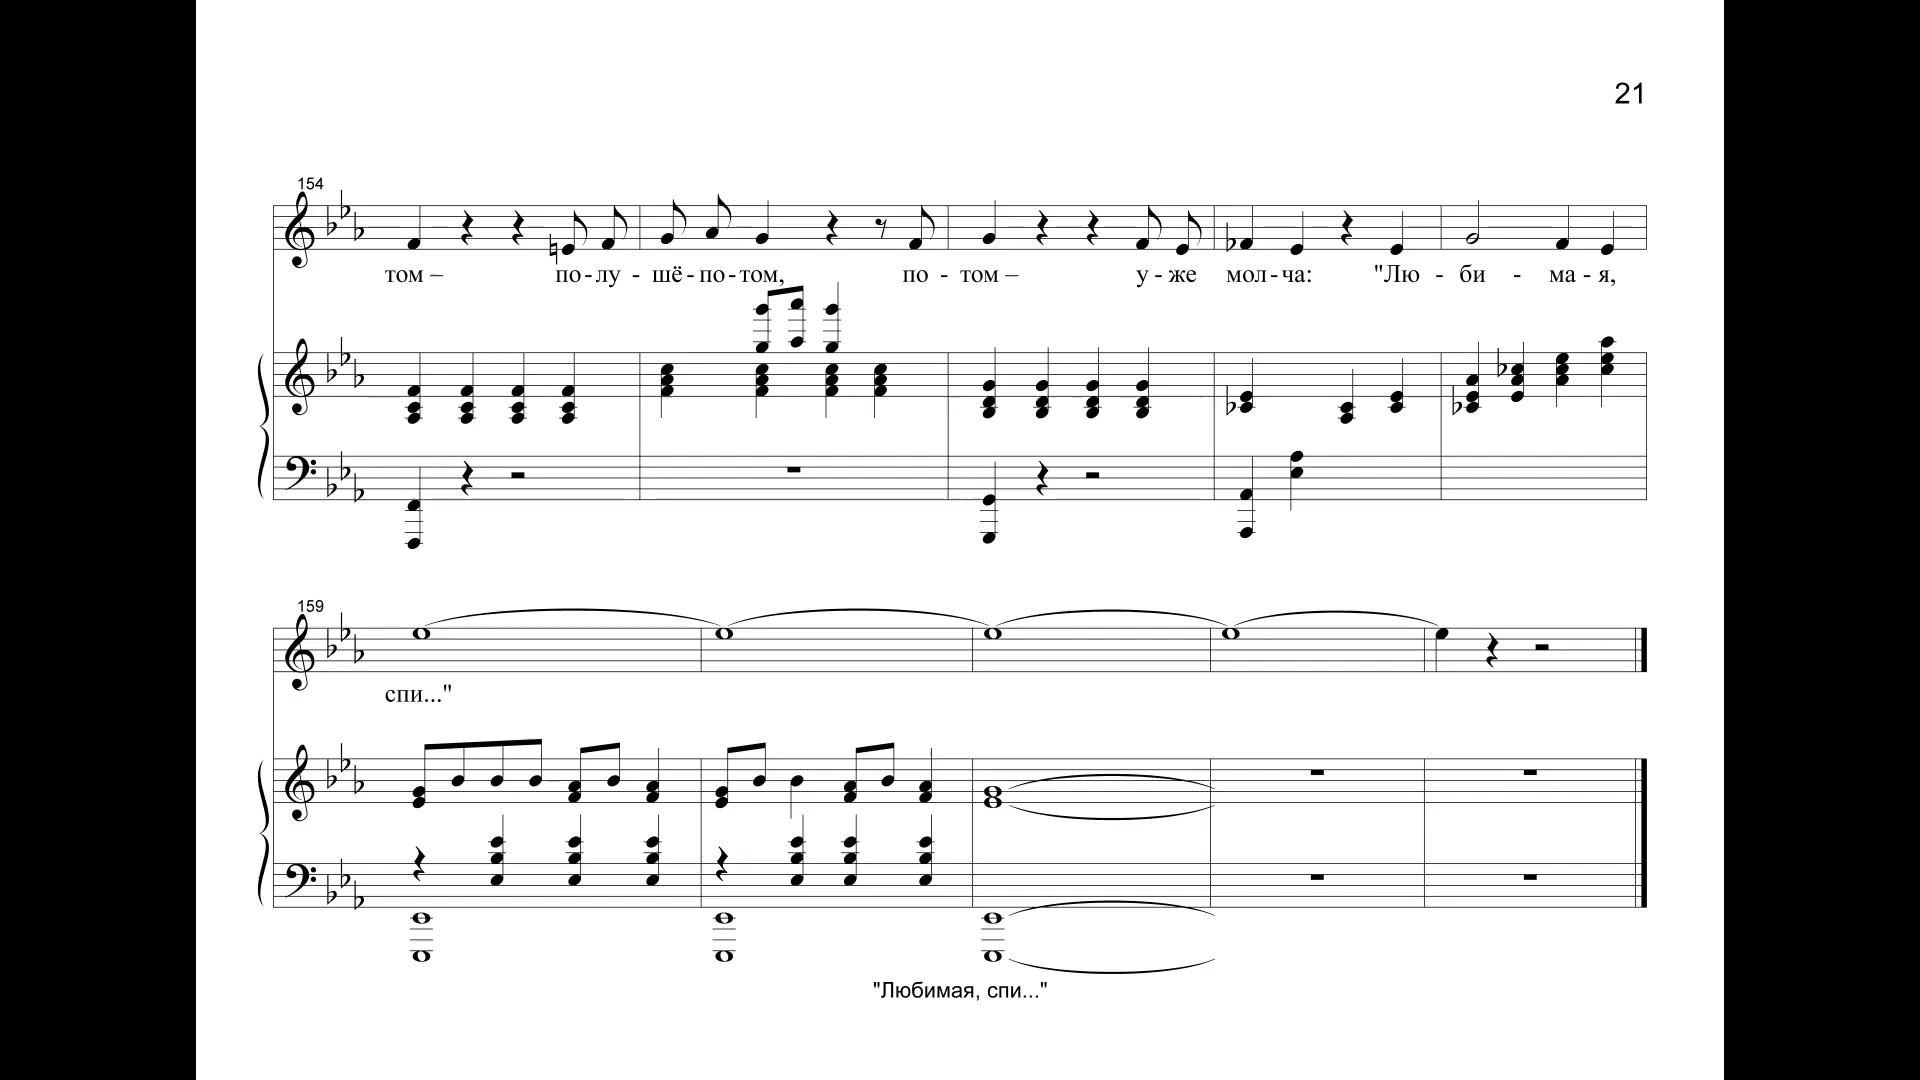 21
154
том – по - лу - шё - по - том, по - том – у - же мол - ча: "Лю - би - ма - я,
159
спи..."
"Любимая, спи..."